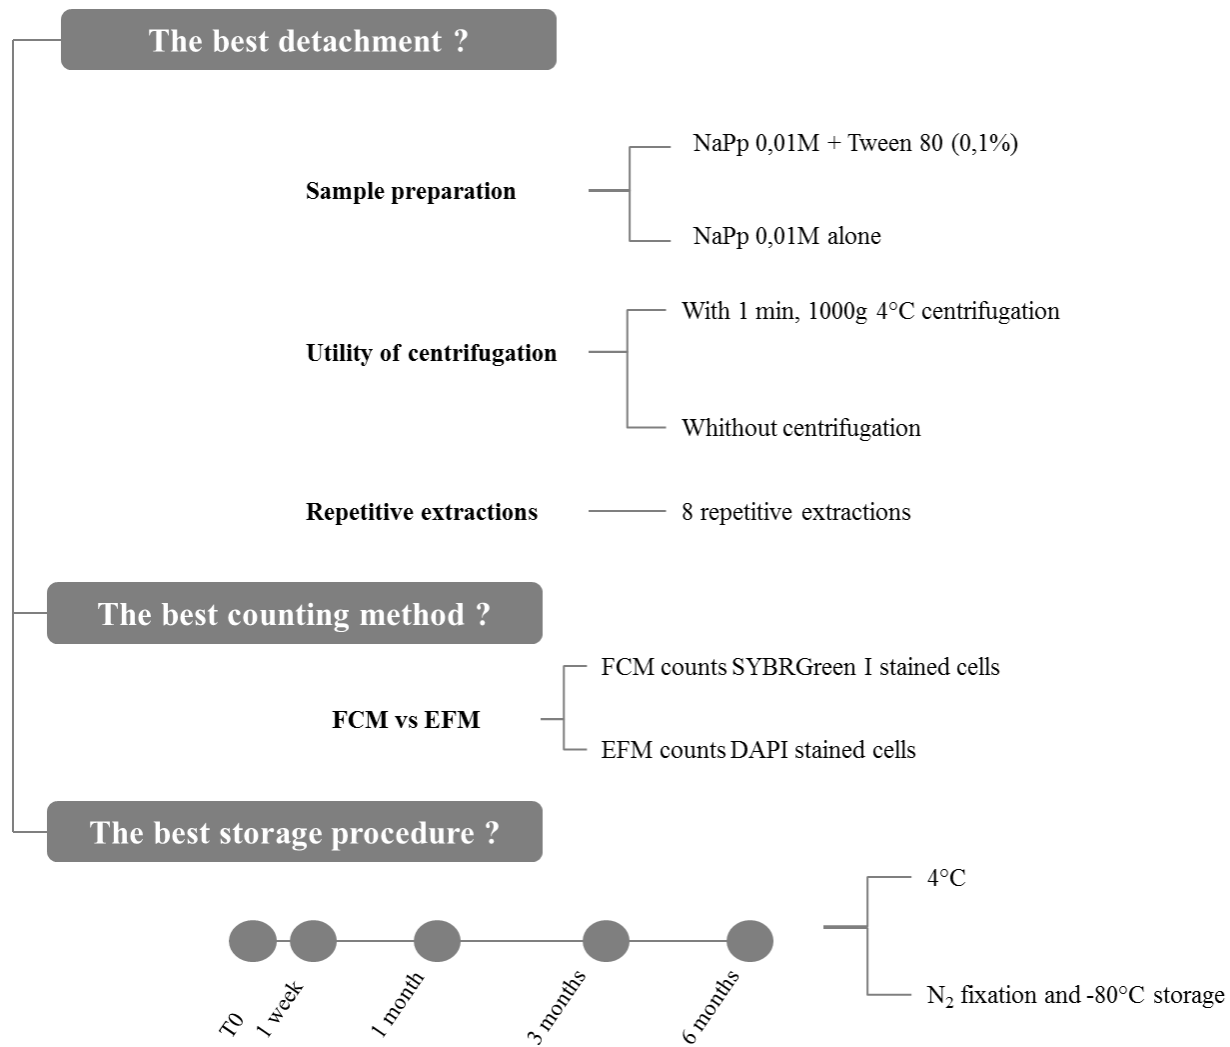 The best detachment ?
NaPp 0,01M + Tween 80 (0,1%)
Sample preparation
NaPp 0,01M alone
With 1 min, 1000g 4°C centrifugation
Utility of centrifugation
Whithout centrifugation
Repetitive extractions
8 repetitive extractions
The best counting method ?
FCM counts SYBRGreen I stained cells
FCM vs EFM
EFM counts DAPI stained cells
The best storage procedure ?
4°C
T0
1 week
1 month
3 months
6 months
N₂ fixation and -80°C storage